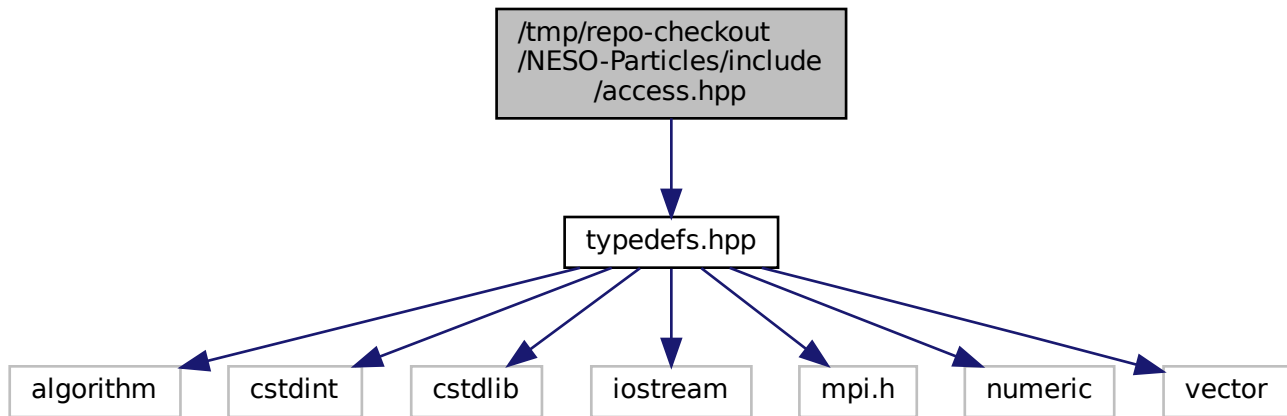 /tmp/repo-checkout
/NESO-Particles/include
/access.hpp
typedefs.hpp
algorithm
cstdint
cstdlib
iostream
mpi.h
numeric
vector